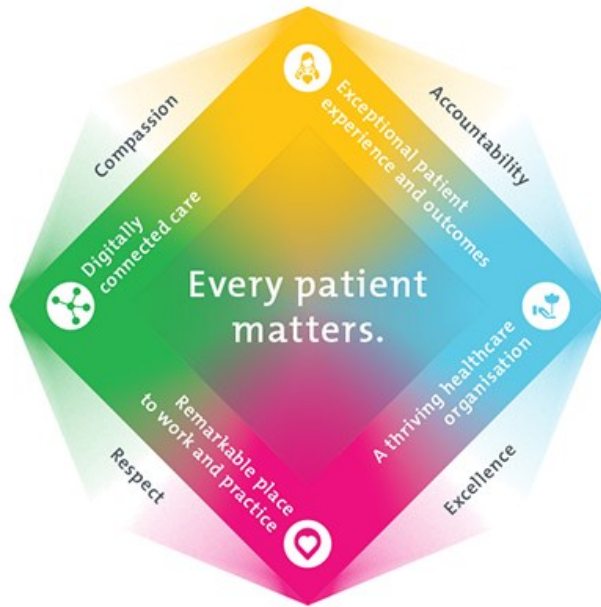 Compassion
Accountability
Exceptional patient
experience and outcomes
Digitally
connected care
Every patient
matters.
A thriving healthcare
organisation
Remarkable place
to work and practice
Respect
Excellence